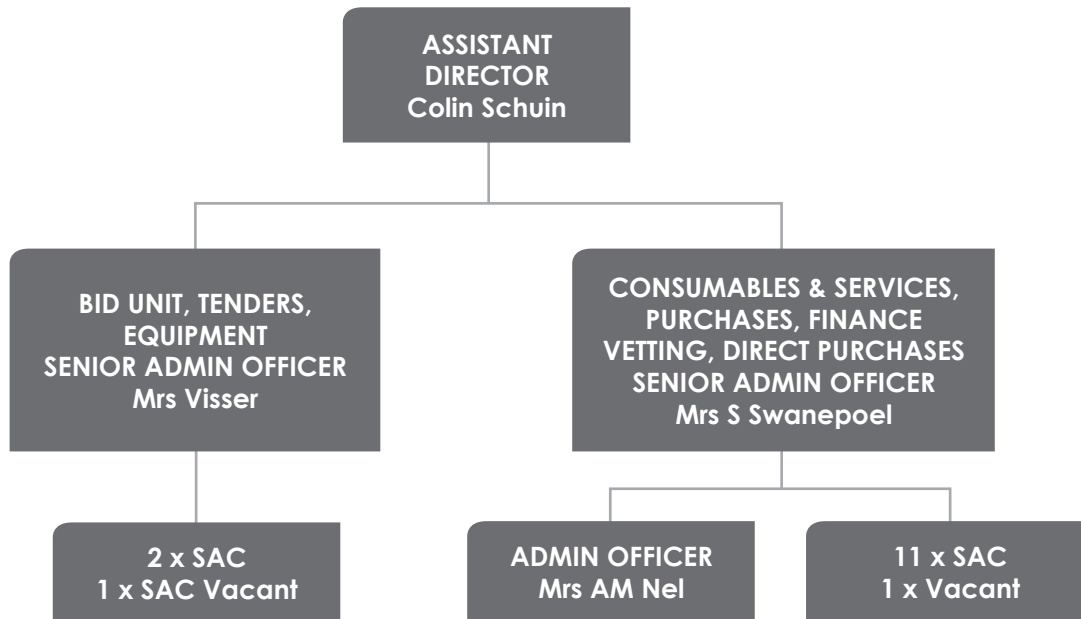 ASSISTANT
DIRECTOR
Colin Schuin
BID UNIT, TENDERS,
EQUIPMENT
SENIOR ADMIN OFFICER
Mrs Visser
CONSUMABLES & SERVICES,
PURCHASES, FINANCE
VETTING, DIRECT PURCHASES
SENIOR ADMIN OFFICER
Mrs S Swanepoel
2 x SAC
1 x SAC Vacant
ADMIN OFFICER
Mrs AM Nel
11 x SAC
1 x Vacant